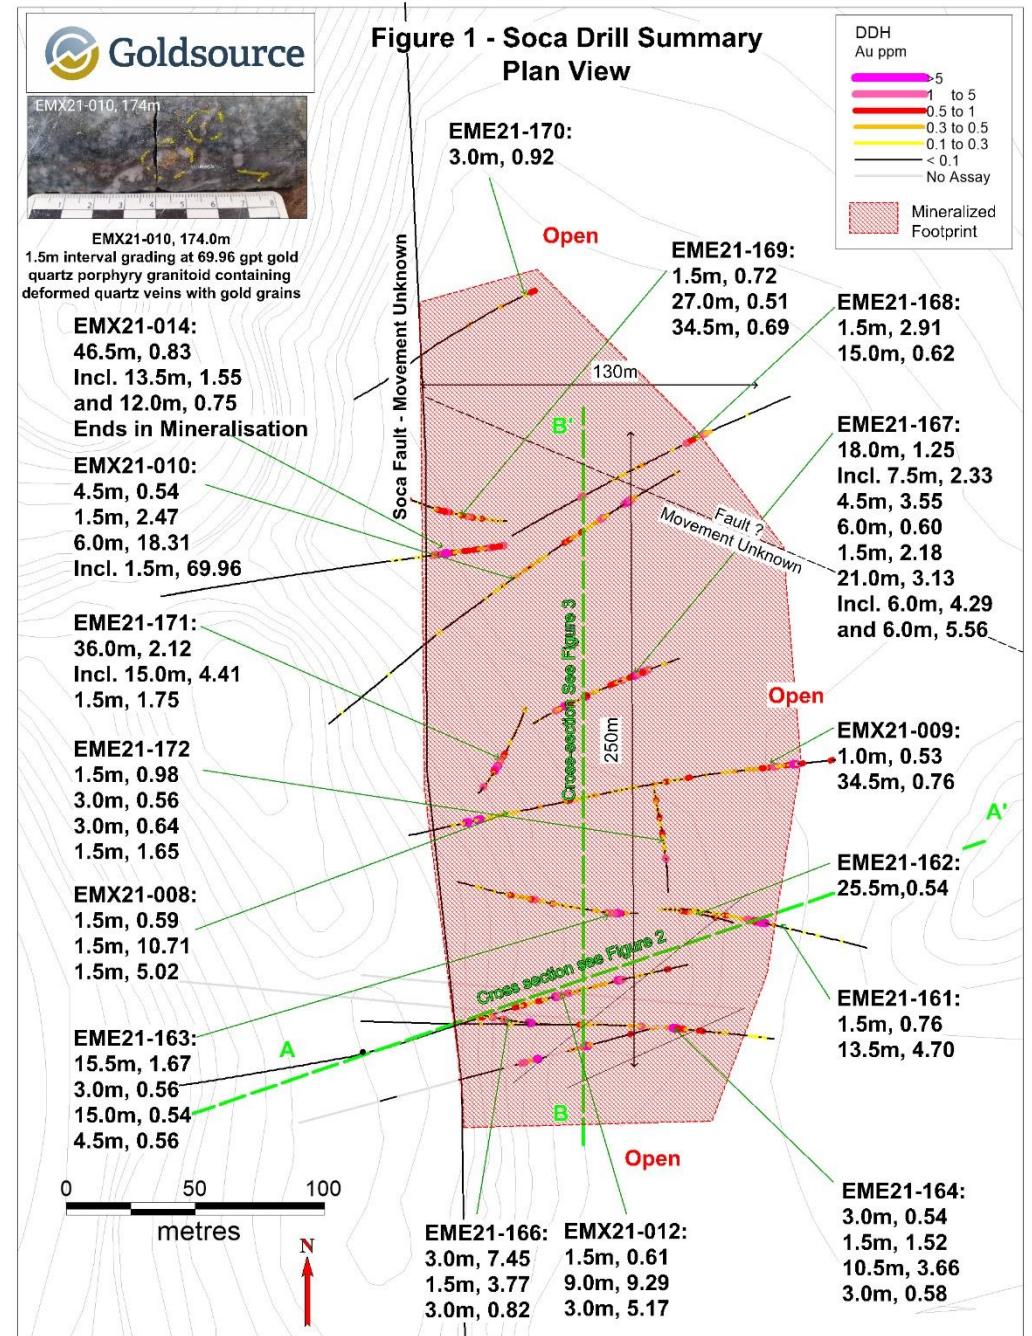 Goldsource
Figure 1 - Soca Drill Summary
Plan View
DDH
Au ppm
>5
1 to 5
0.5 to 1
0.3 to 0.5
0.1 to 0.3
< 0.1
No Assay
Mineralized
Footprint
EMX21-010, 174m
1 2 3 4 5 6 7 8
EMX21-010, 174.0m
1.5m interval grading at 69.96 gpt gold
quartz porphyry granitoid containing
deformed quartz veins with gold grains
EME21-170:
3.0m, 0.92
Open
EME21-169:
1.5m, 0.72
27.0m, 0.51
34.5m, 0.69
EME21-168:
1.5m, 2.91
15.0m, 0.62
EMX21-014:
46.5m, 0.83
Incl. 13.5m, 1.55
and 12.0m, 0.75
Ends in Mineralisation
Soca Fault - Movement Unknown
130m
B'
EME21-167:
18.0m, 1.25
Incl. 7.5m, 2.33
4.5m, 3.55
6.0m, 0.60
1.5m, 2.18
21.0m, 3.13
Incl. 6.0m, 4.29
and 6.0m, 5.56
EMX21-010:
4.5m, 0.54
1.5m, 2.47
6.0m, 18.31
Incl. 1.5m, 69.96
Fault ?
Movement Unknown
Cross-section See Figure 3
EME21-171:
36.0m, 2.12
Incl. 15.0m, 4.41
1.5m, 1.75
Open
250m
EMX21-009:
1.0m, 0.53
34.5m, 0.76
EME21-172
1.5m, 0.98
3.0m, 0.56
3.0m, 0.64
1.5m, 1.65
A'
EME21-162:
25.5m,0.54
EMX21-008:
1.5m, 0.59
1.5m, 10.71
1.5m, 5.02
Cross section see Figure 2
EME21-161:
1.5m, 0.76
13.5m, 4.70
EME21-163:
15.5m, 1.67
3.0m, 0.56
15.0m, 0.54
4.5m, 0.56
A
B
Open
0 50 100
metres
N
EME21-166:
3.0m, 7.45
1.5m, 3.77
3.0m, 0.82
EMX21-012:
1.5m, 0.61
9.0m, 9.29
3.0m, 5.17
EME21-164:
3.0m, 0.54
1.5m, 1.52
10.5m, 3.66
3.0m, 0.58